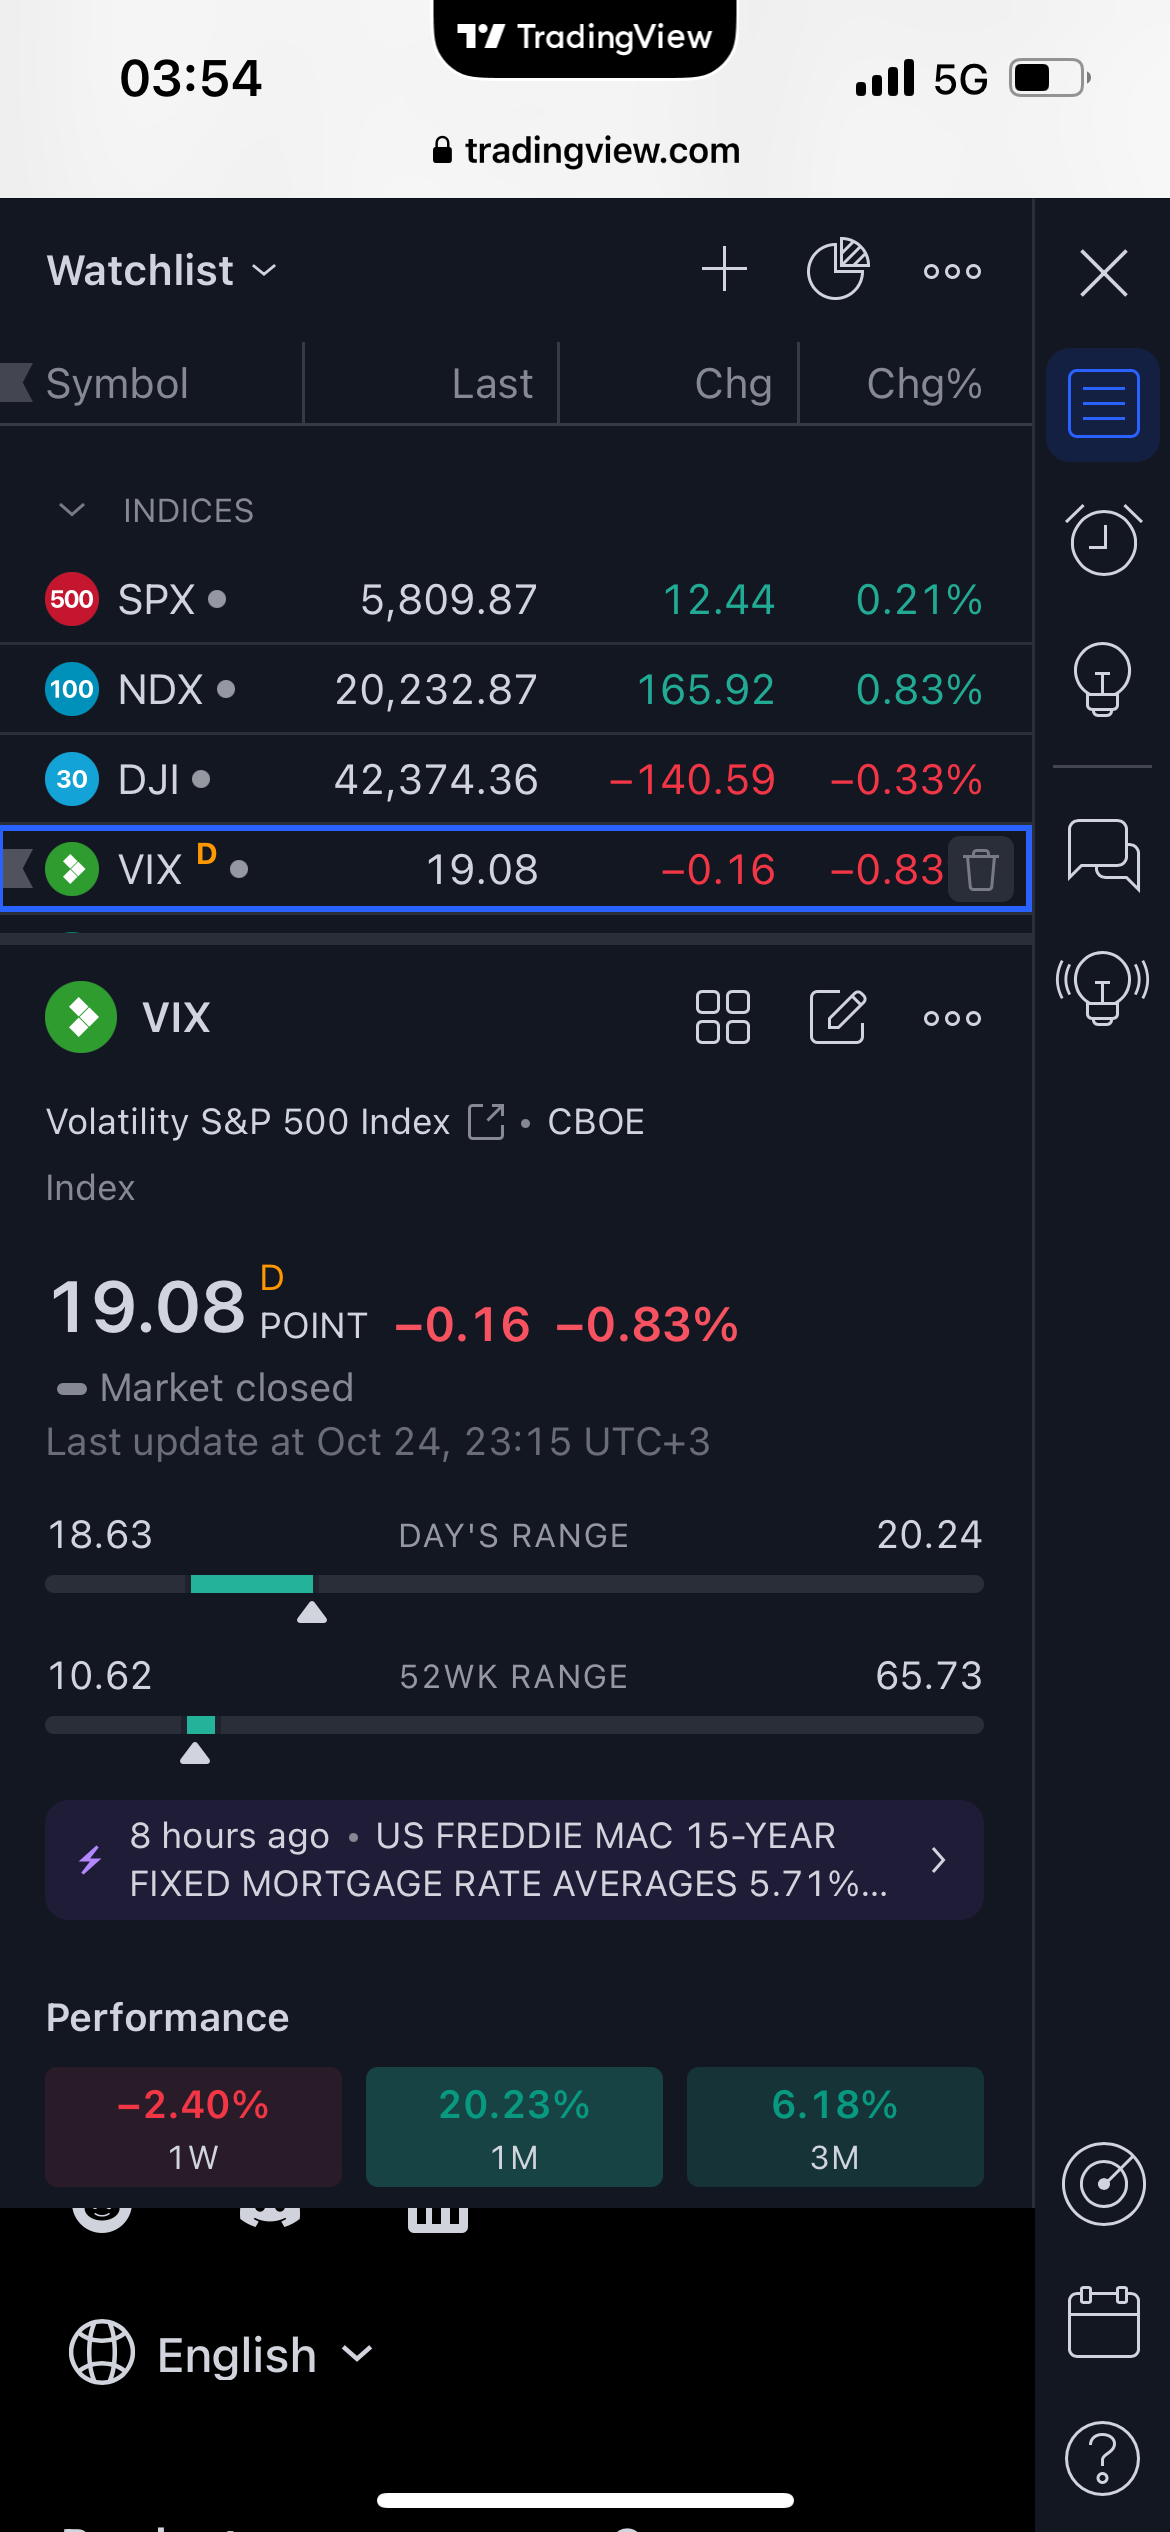 TradingView
03:54
5G
tradingview.com
Watchlist
Symbol Last Chg Chg%
INDICES
500 SPX 5,809.87 12.44 0.21%
100 NDX 20,232.87 165.92 0.83%
30 DJI 42,374.36 −140.59 −0.33%
VIX D 19.08 −0.16 −0.83
VIX
Volatility S&P 500 Index • CBOE
Index
19.08 D POINT −0.16 −0.83%
Market closed
Last update at Oct 24, 23:15 UTC+3
18.63 DAY'S RANGE 20.24
10.62 52WK RANGE 65.73
8 hours ago • US FREDDIE MAC 15-YEAR
FIXED MORTGAGE RATE AVERAGES 5.71%...
Performance
−2.40% 20.23% 6.18%
1W 1M 3M
English